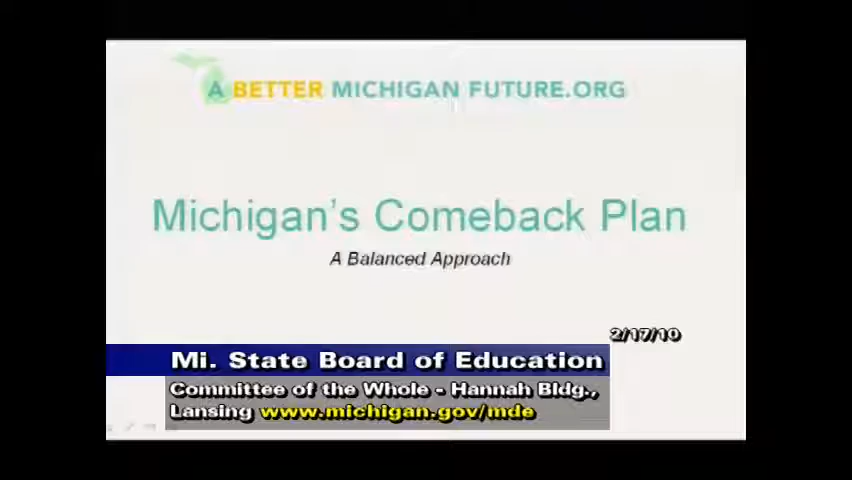 A BETTER MICHIGAN FUTURE.ORG
Michigan's Comeback Plan
A Balanced Approach
2/17/10
Mi. State Board of Education
Committee of the Whole - Hannah Bldg.,
Lansing www.michigan.gov/mde